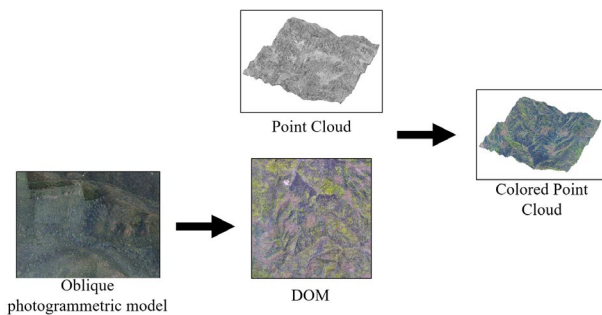 Point Cloud
Colored Point
Cloud
Oblique
photogrammetric model
DOM